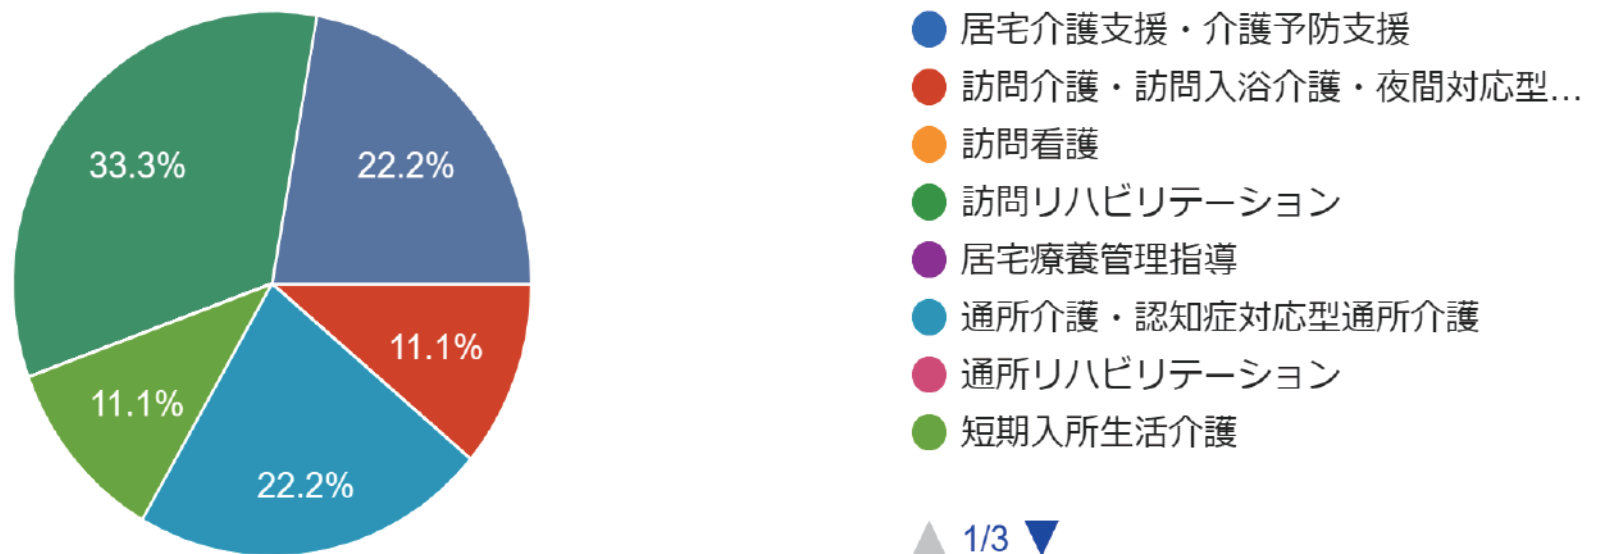 33.3%
22.2%
11.1%
11.1%
22.2%
居宅介護支援・介護予防支援
訪問介護・訪問入浴介護・夜間対応型...
訪問看護
訪問リハビリテーション
居宅療養管理指導
通所介護・認知症対応型通所介護
通所リハビリテーション
短期入所生活介護
1/3